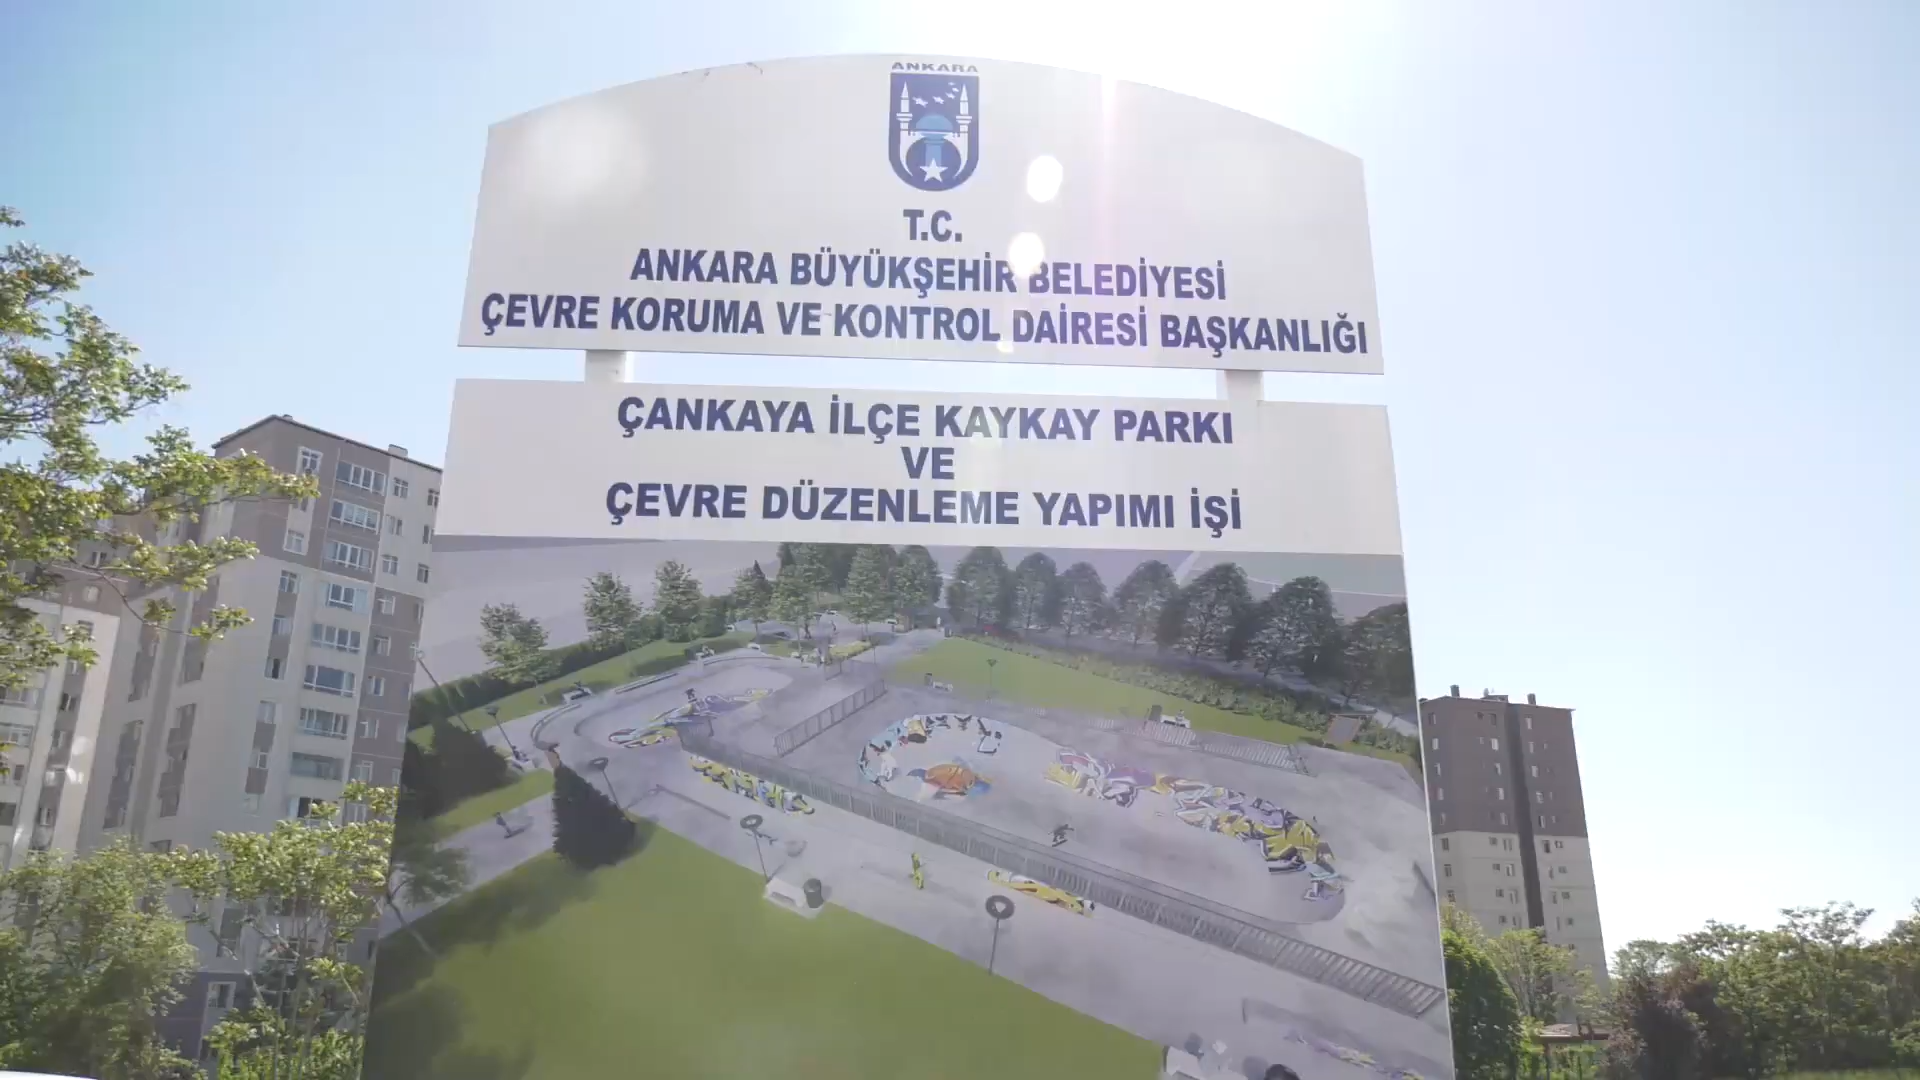 ANKARA
T.C.
ANKARA BÜYÜKŞEHİR BELEDİYESİ
ÇEVRE KORUMA VE KONTROL DAİRESİ BAŞKANLIĞI
ÇANKAYA İLÇE KAYKAY PARKI
VE
ÇEVRE DÜZENLEME YAPIMI İŞİ